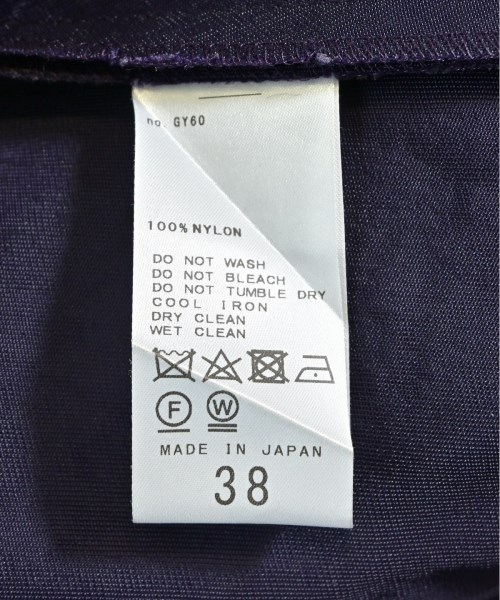 no. GY60
100% NYLON
DO NOT WASH
DO NOT BLEACH
DO NOT TUMBLE DRY
COOL IRON
DRY CLEAN
WET CLEAN
F W
MADE IN JAPAN
38